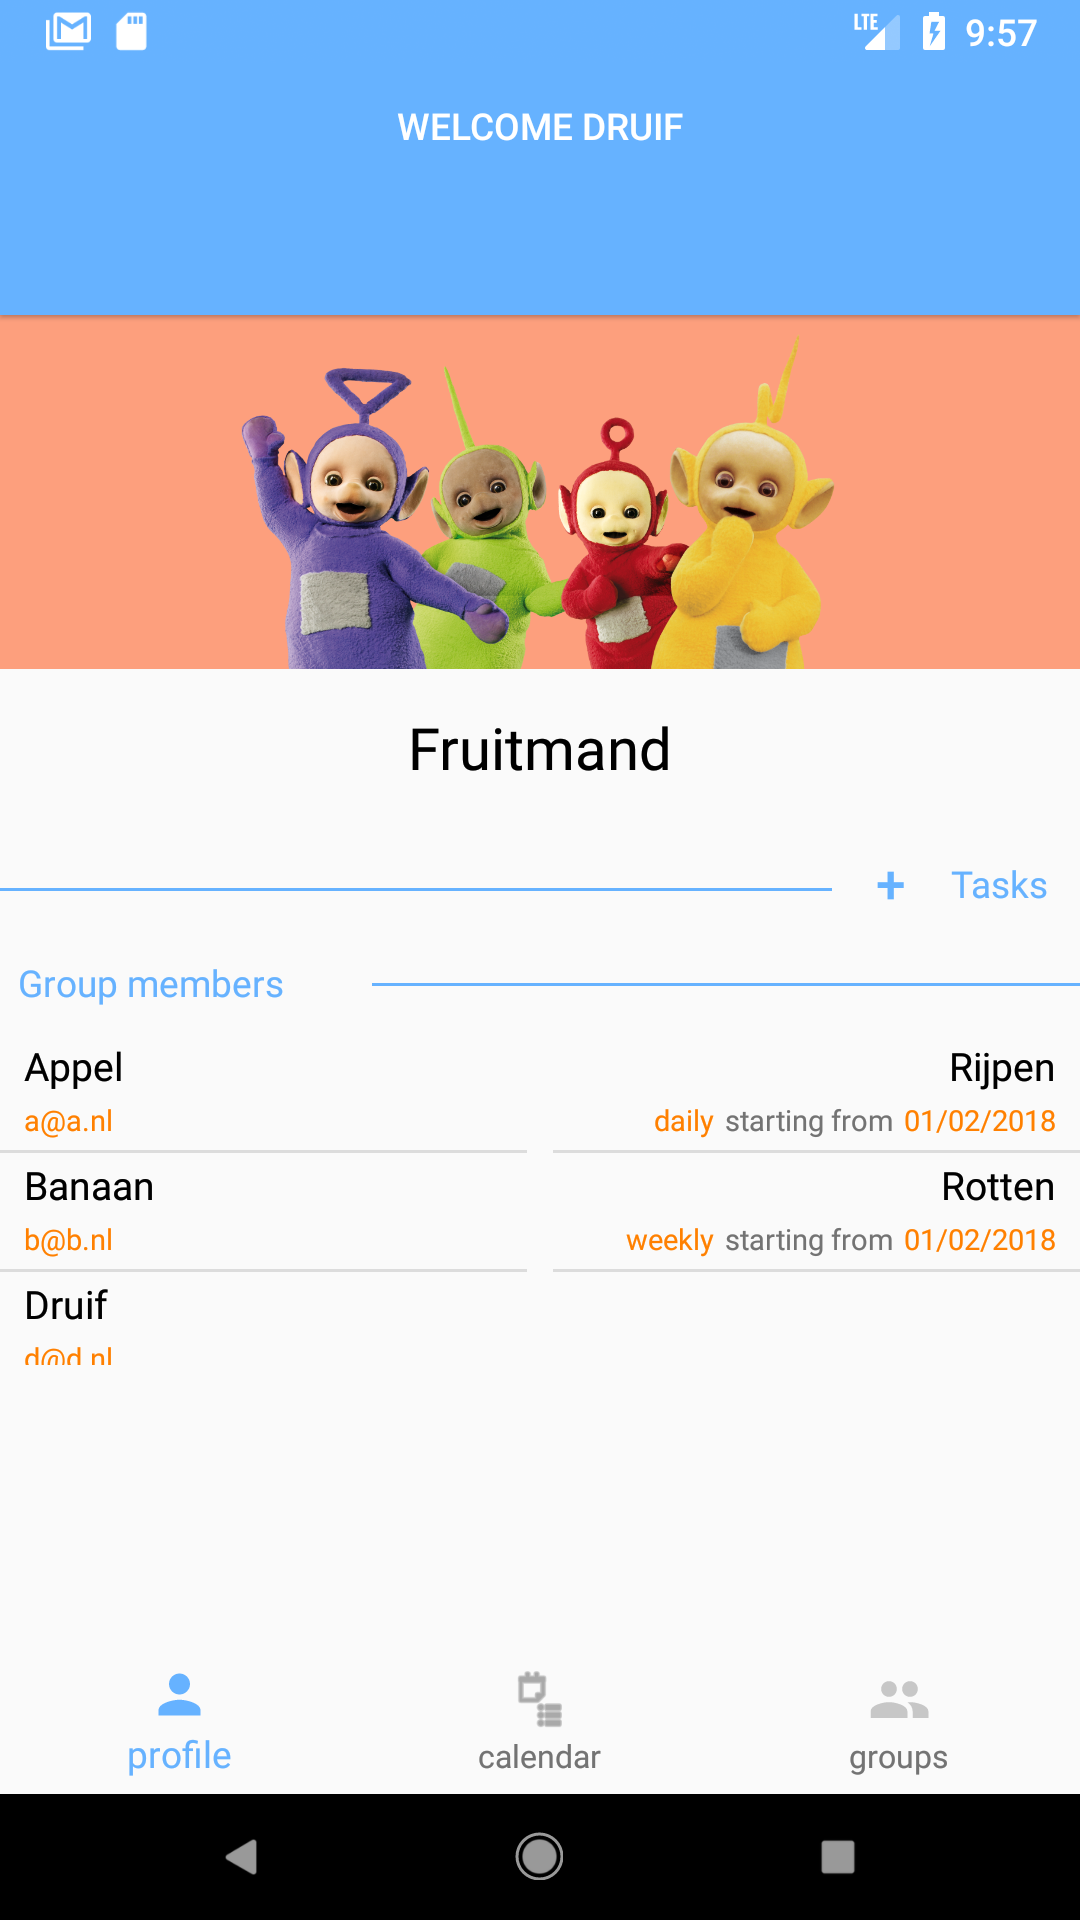 LTE 9:57
WELCOME DRUIF
Fruitmand
+ Tasks
Group members
Appel
a@a.nl
Rijpen
daily starting from 01/02/2018
Banaan
b@b.nl
Rotten
weekly starting from 01/02/2018
Druif
d@d.nl
profile
calendar
groups